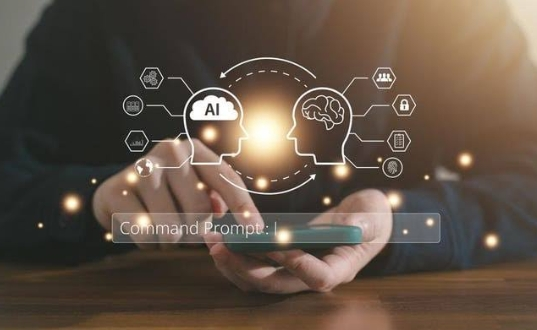 AI
Command Prompt : |